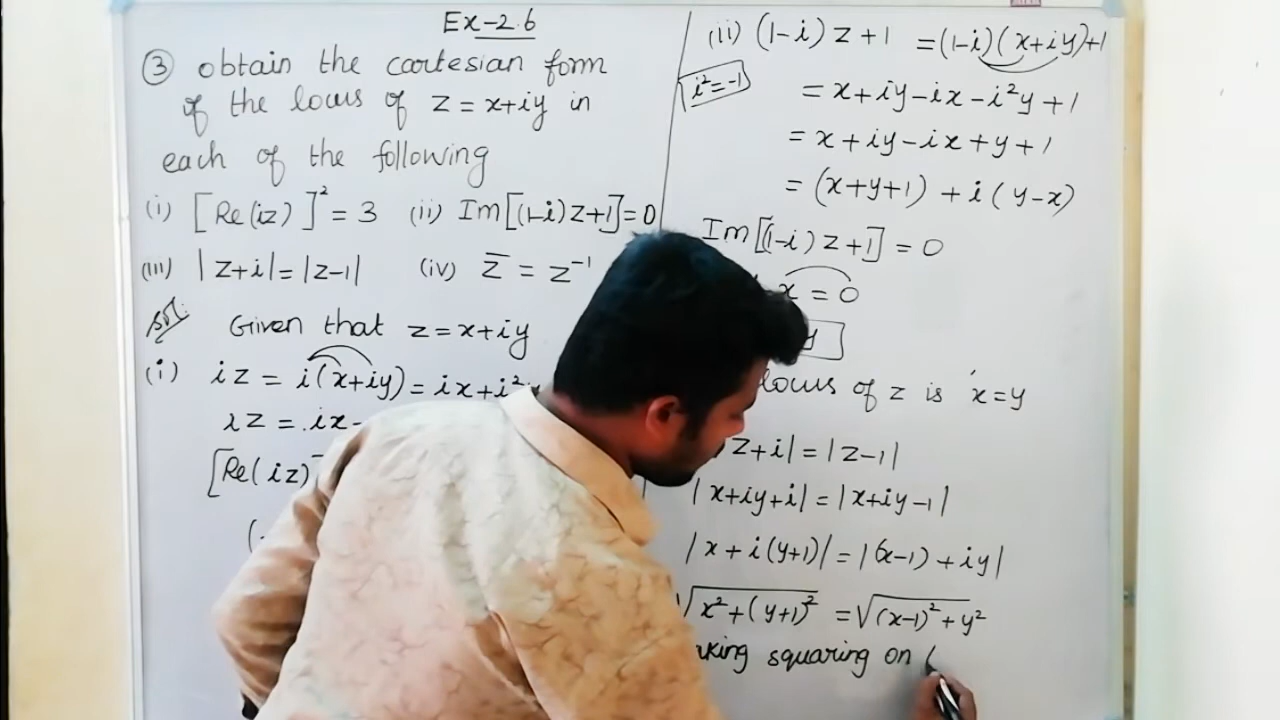 Ex-2.6
③ obtain the cartesian form
of the locus of z = x+iy in
each of the following
(i) [Re(iz)]² = 3 (ii) Im[(1-i)z+1]=0
(iii) |z+i|=|z-1| (iv) z̅ = z⁻¹
Sol: Given that z = x+iy
(i) iz = i(x+iy) = ix+i²
iz = ix-
[Re(iz)
(ii) (1-i)z+1 = (1-i)(x+iy)+1
i²=-1
= x+iy-ix-i²y+1
= x+iy-ix+y+1
= (x+y+1) + i(y-x)
Im[(1-i)z+1] = 0
x = 0
y
locus of z is x=y
z+i| = |z-1|
|x+iy+i| = |x+iy-1|
|x+i(y+1)| = |(x-1)+iy|
√x²+(y+1)² = √(x-1)²+y²
aking squaring on